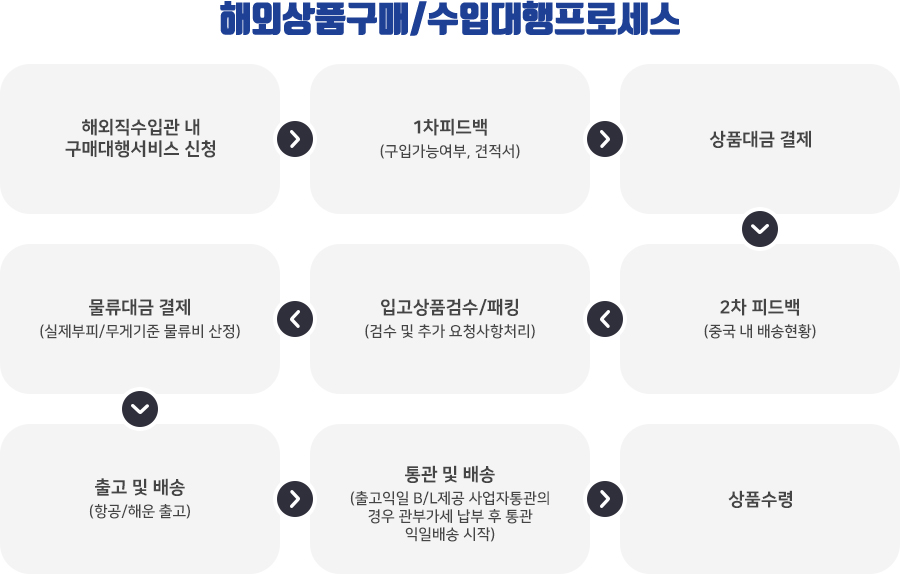 해외상품구매/수입대행프로세스
해외직수입관 내
구매대행서비스 신청
1차피드백
(구입가능여부, 견적서)
상품대금 결제
2차 피드백
(중국 내 배송현황)
입고상품검수/패킹
(검수 및 추가 요청사항처리)
물류대금 결제
(실제부피/무게기준 물류비 산정)
출고 및 배송
(항공/해운 출고)
통관 및 배송
(출고익일 B/L제공 사업자통관의
경우 관부가세 납부 후 통관
익일배송 시작)
상품수령